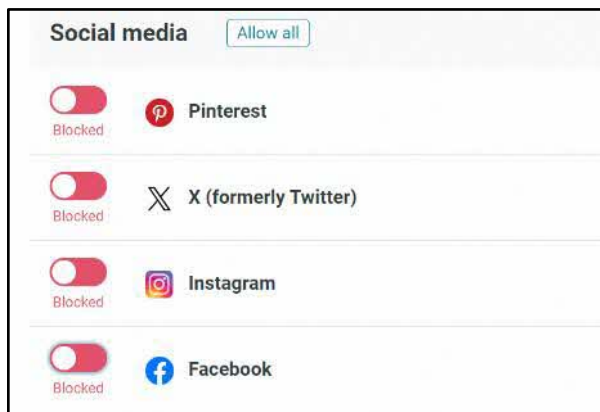 Social media Allow all
Blocked Pinterest
Blocked X (formerly Twitter)
Blocked Instagram
Blocked Facebook